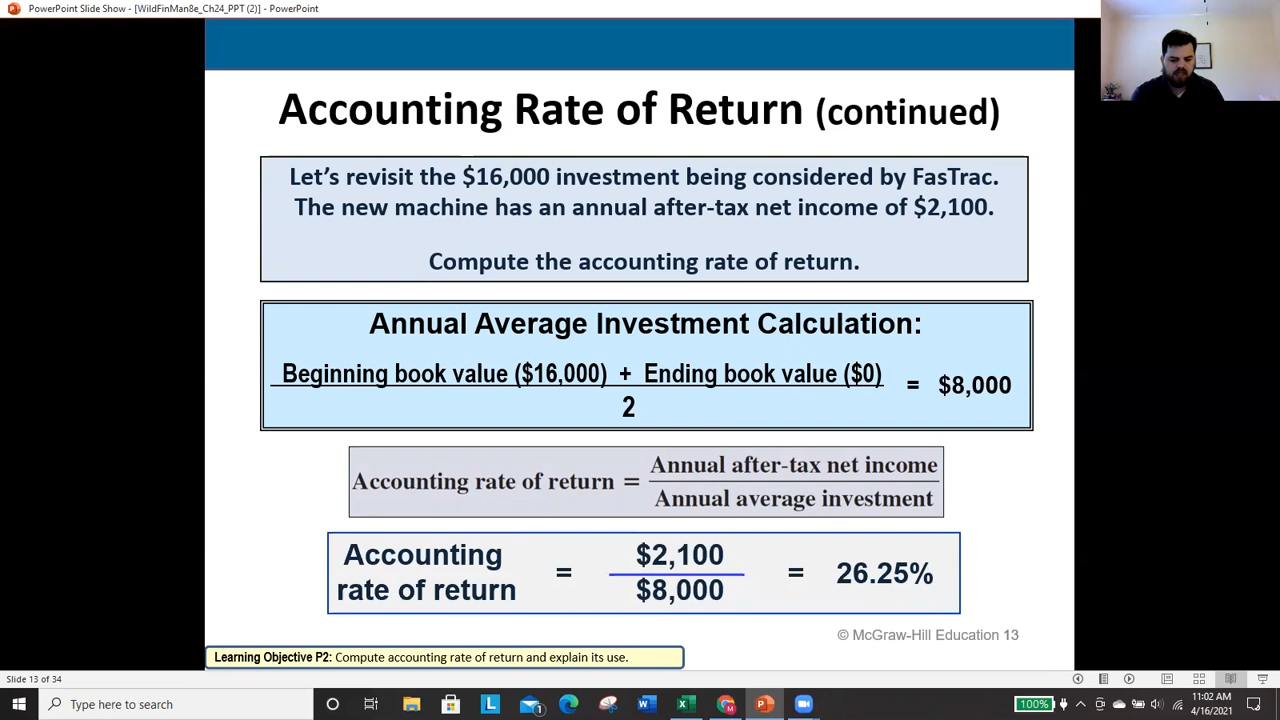 PowerPoint Slide Show - [WildFinMan8e_Ch24_PPT (2)] - PowerPoint
Accounting Rate of Return (continued)
Let's revisit the $16,000 investment being considered by FasTrac.
The new machine has an annual after-tax net income of $2,100.
Compute the accounting rate of return.
Annual Average Investment Calculation:
Beginning book value ($16,000) + Ending book value ($0)
2
= $8,000
Accounting rate of return =
Annual after-tax net income
Annual average investment
Accounting
rate of return
=
$2,100
$8,000
= 26.25%
© McGraw-Hill Education 13
Learning Objective P2: Compute accounting rate of return and explain its use.
Slide 13 of 34
Type here to search
100%
11:02 AM
4/16/2021